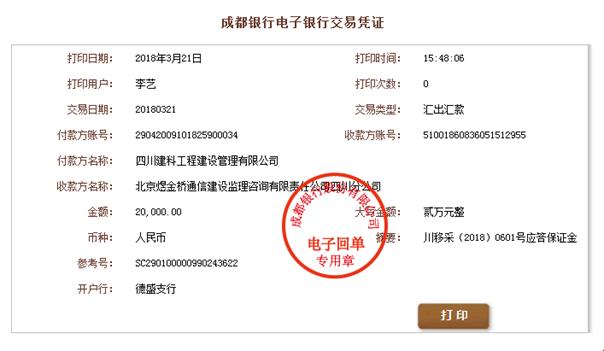 成都银行电子银行交易凭证
打印日期： 2018年3月21日 打印时间： 15:48:06
打印用户： 李艺 打印次数： 0
交易日期： 20180321 交易类型： 汇出汇款
付款方账号： 29042009101825900034 收款方账号： 51001860836051512955
付款方名称： 四川建科工程建设管理有限公司
收款方名称： 北京煜金桥通信建设监理咨询有限责任公司四川分公司
金额： 20,000.00 大写金额： 贰万元整
币种： 人民币 摘要： 川移采（2018）0601号应答保证金
参考号： SC290100000990243622
开户行： 德盛支行
成都银行股份有限公司
电子回单
专用章
打印